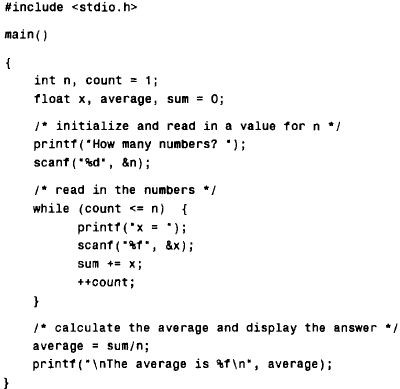 #include <stdio.h>
main()
{
int n, count = 1;
float x, average, sum = 0;
/* initialize and read in a value for n */
printf("How many numbers? ");
scanf("%d", &n);
/* read in the numbers */
while (count <= n) {
printf("x = ");
scanf("%f", &x);
sum += x;
++count;
}
/* calculate the average and display the answer */
average = sum/n;
printf("\nThe average is %f\n", average);
}